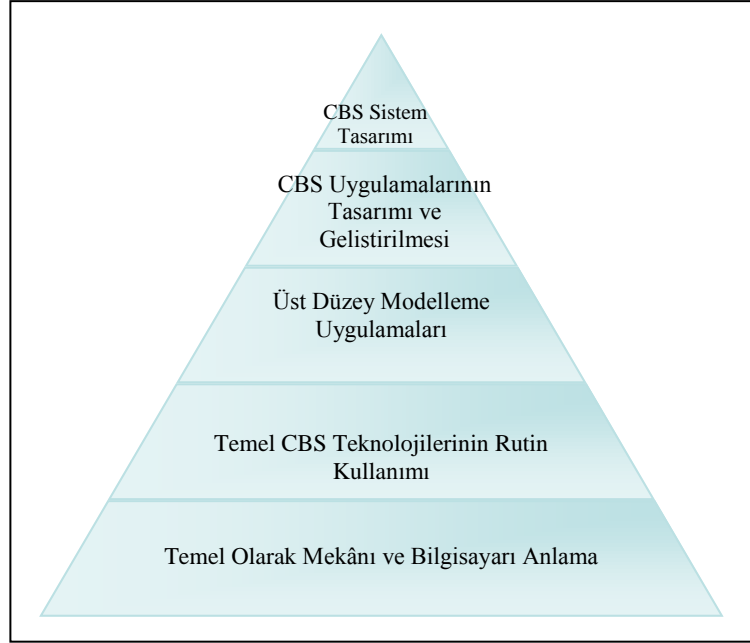 CBS Sistem
Tasarımı
CBS Uygulamalarının
Tasarımı ve
Gelistirilmesi
Üst Düzey Modelleme
Uygulamaları
Temel CBS Teknolojilerinin Rutin
Kullanımı
Temel Olarak Mekânı ve Bilgisayarı Anlama